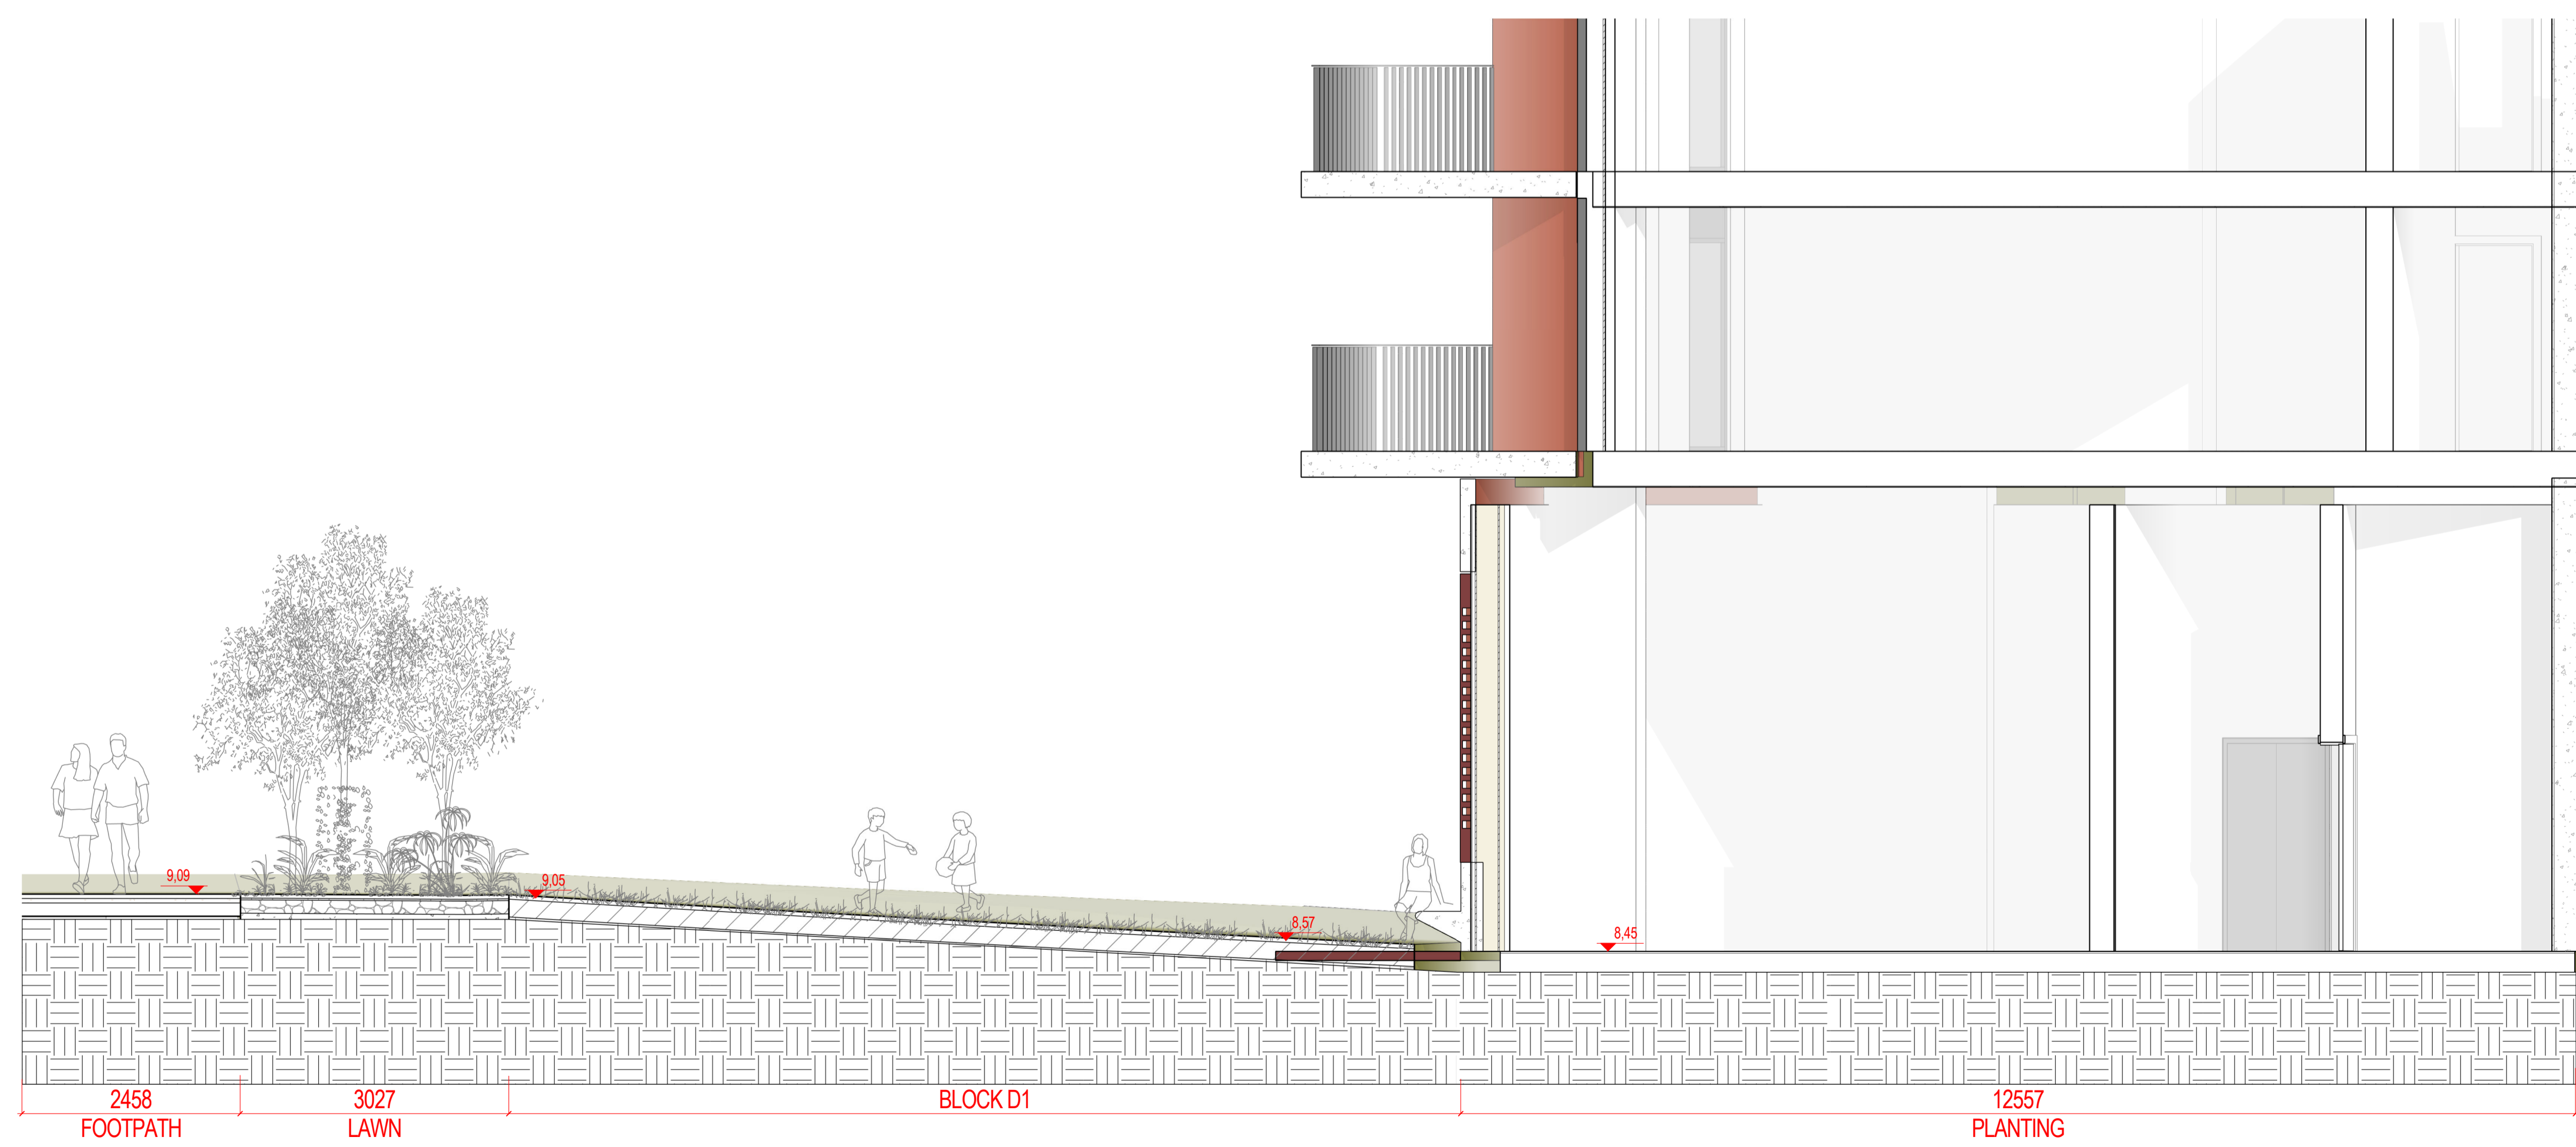 9,09
9,05
8,57
8,45
2458
3027
BLOCK D1
12557
FOOTPATH
LAWN
PLANTING